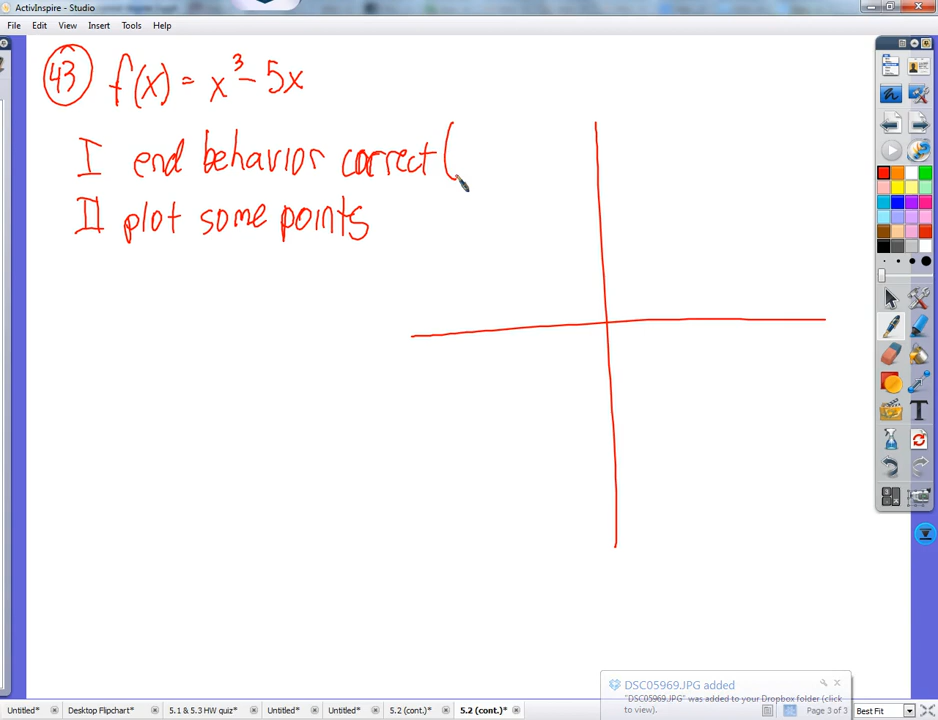 ActivInspire - Studio
File Edit View Insert Tools Help
43 f(x) = x³ - 5x
I end behavior correct (
II plot some points
T
DSC05969.JPG added
"DSC05969.JPG" was added to your Dropbox folder (click
to view).
Page 3 of 3
Untitled* Desktop Flipchart* 5.1 & 5.3 HW quiz* Untitled* Untitled* 5.2 (cont.)* 5.2 (cont.)* Best Fit